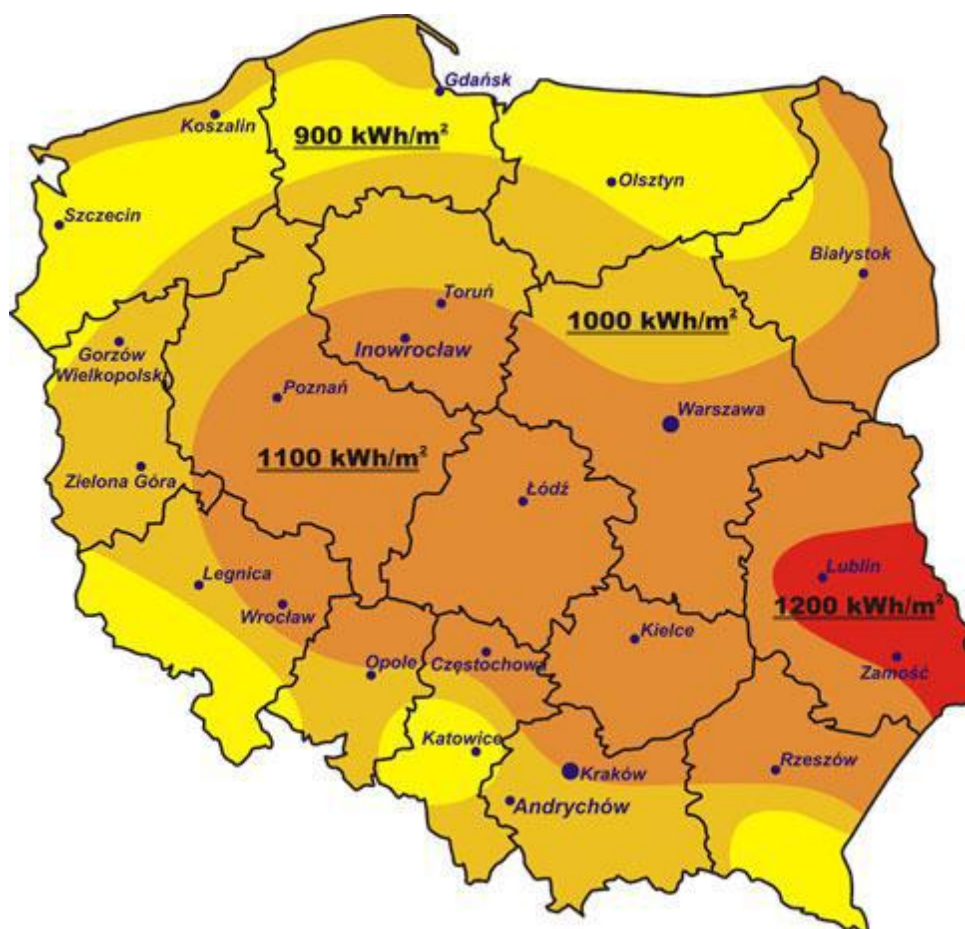 Gdańsk
Koszalin
900 kWh/m²
Olsztyn
Szczecin
Białystok
Toruń
1000 kWh/m²
Inowrocław
Gorzów
Wielkopolski
Poznań
Warszawa
1100 kWh/m²
Zielona Góra
Łódź
Lublin
Legnica
1200 kWh/m²
Wrocław
Kielce
Opole
Częstochowa
Zamość
Katowice
Rzeszów
Kraków
Andrychów